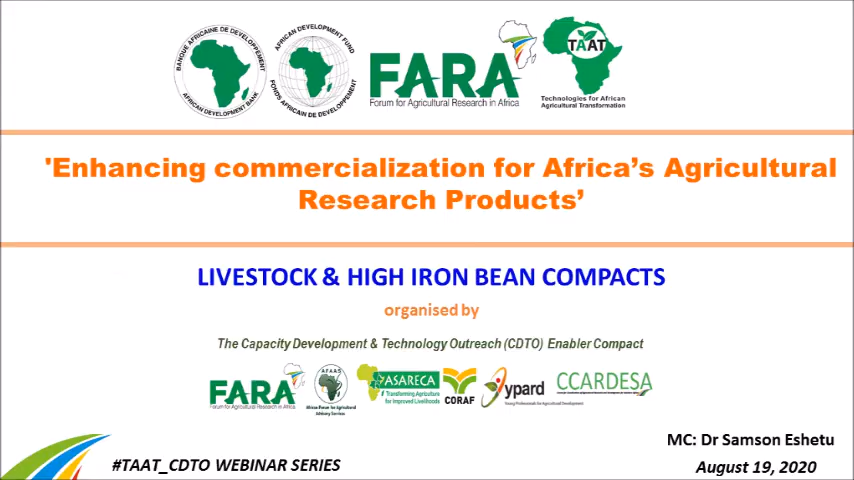 BANQUE AFRICAINE DE DEVELOPPEMENT
AFRICAN DEVELOPMENT BANK
AFRICAN DEVELOPMENT FUND
FONDS AFRICAIN DE DEVELOPPEMENT
FARA
Forum for Agricultural Research in Africa
TAAT
Technologies for African
Agricultural Transformation
'Enhancing commercialization for Africa’s Agricultural
Research Products’
LIVESTOCK & HIGH IRON BEAN COMPACTS
organised by
The Capacity Development & Technology Outreach (CDTO) Enabler Compact
FARA
Forum for Agricultural Research in Africa
AFAAS
African Forum for Agricultural
Advisory Services
ASARECA
Transforming Agriculture
for Improved Livelihoods
CORAF
ypard
Young Professionals for Agricultural Development
CCARDESA
MC: Dr Samson Eshetu
#TAAT_CDTO WEBINAR SERIES
August 19, 2020